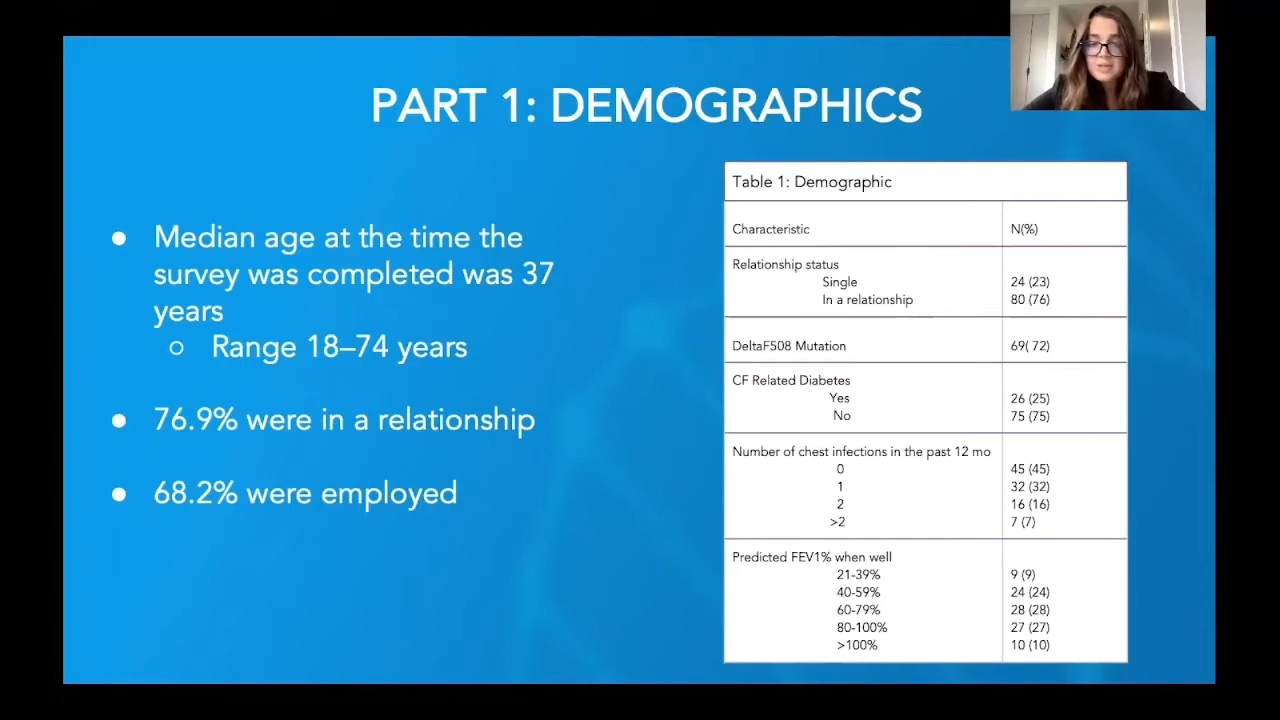 PART 1: DEMOGRAPHICS
● Median age at the time the
survey was completed was 37
years
○ Range 18–74 years
● 76.9% were in a relationship
● 68.2% were employed
Table 1: Demographic
Characteristic N(%)
Relationship status
Single 24 (23)
In a relationship 80 (76)
DeltaF508 Mutation 69( 72)
CF Related Diabetes
Yes 26 (25)
No 75 (75)
Number of chest infections in the past 12 mo
0 45 (45)
1 32 (32)
2 16 (16)
>2 7 (7)
Predicted FEV1% when well
21-39% 9 (9)
40-59% 24 (24)
60-79% 28 (28)
80-100% 27 (27)
>100% 10 (10)